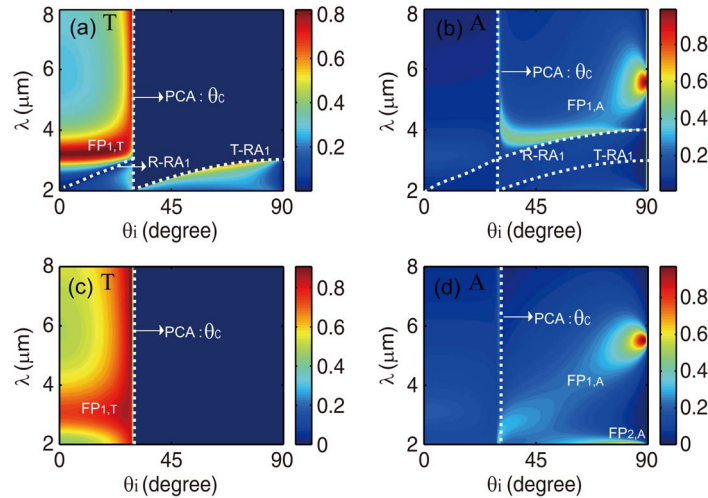 (a) T
8
6
4
2
λ (μm)
0
45
90
θi (degree)
PCA : θC
FP1,T
R-RA1
T-RA1
0.8
0.6
0.4
0.2
0
(b) A
8
6
4
2
λ (μm)
0
45
90
θi (degree)
PCA : θC
FP1,A
R-RA1
T-RA1
0.8
0.6
0.4
0.2
0
(c) T
8
6
4
2
λ (μm)
0
45
90
θi (degree)
PCA : θC
FP1,T
0.8
0.6
0.4
0.2
0
(d) A
8
6
4
2
λ (μm)
0
45
90
θi (degree)
PCA : θC
FP1,A
FP2,A
0.8
0.6
0.4
0.2
0